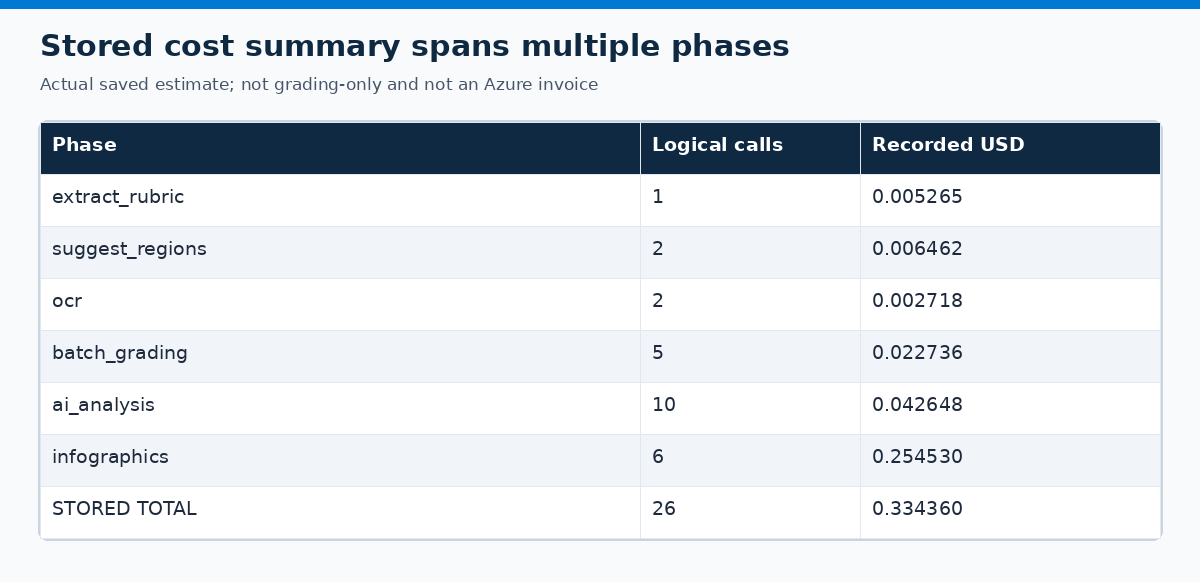 Stored cost summary spans multiple phases
Actual saved estimate; not grading-only and not an Azure invoice
Phase Logical calls Recorded USD
extract_rubric 1 0.005265
suggest_regions 2 0.006462
ocr 2 0.002718
batch_grading 5 0.022736
ai_analysis 10 0.042648
infographics 6 0.254530
STORED TOTAL 26 0.334360